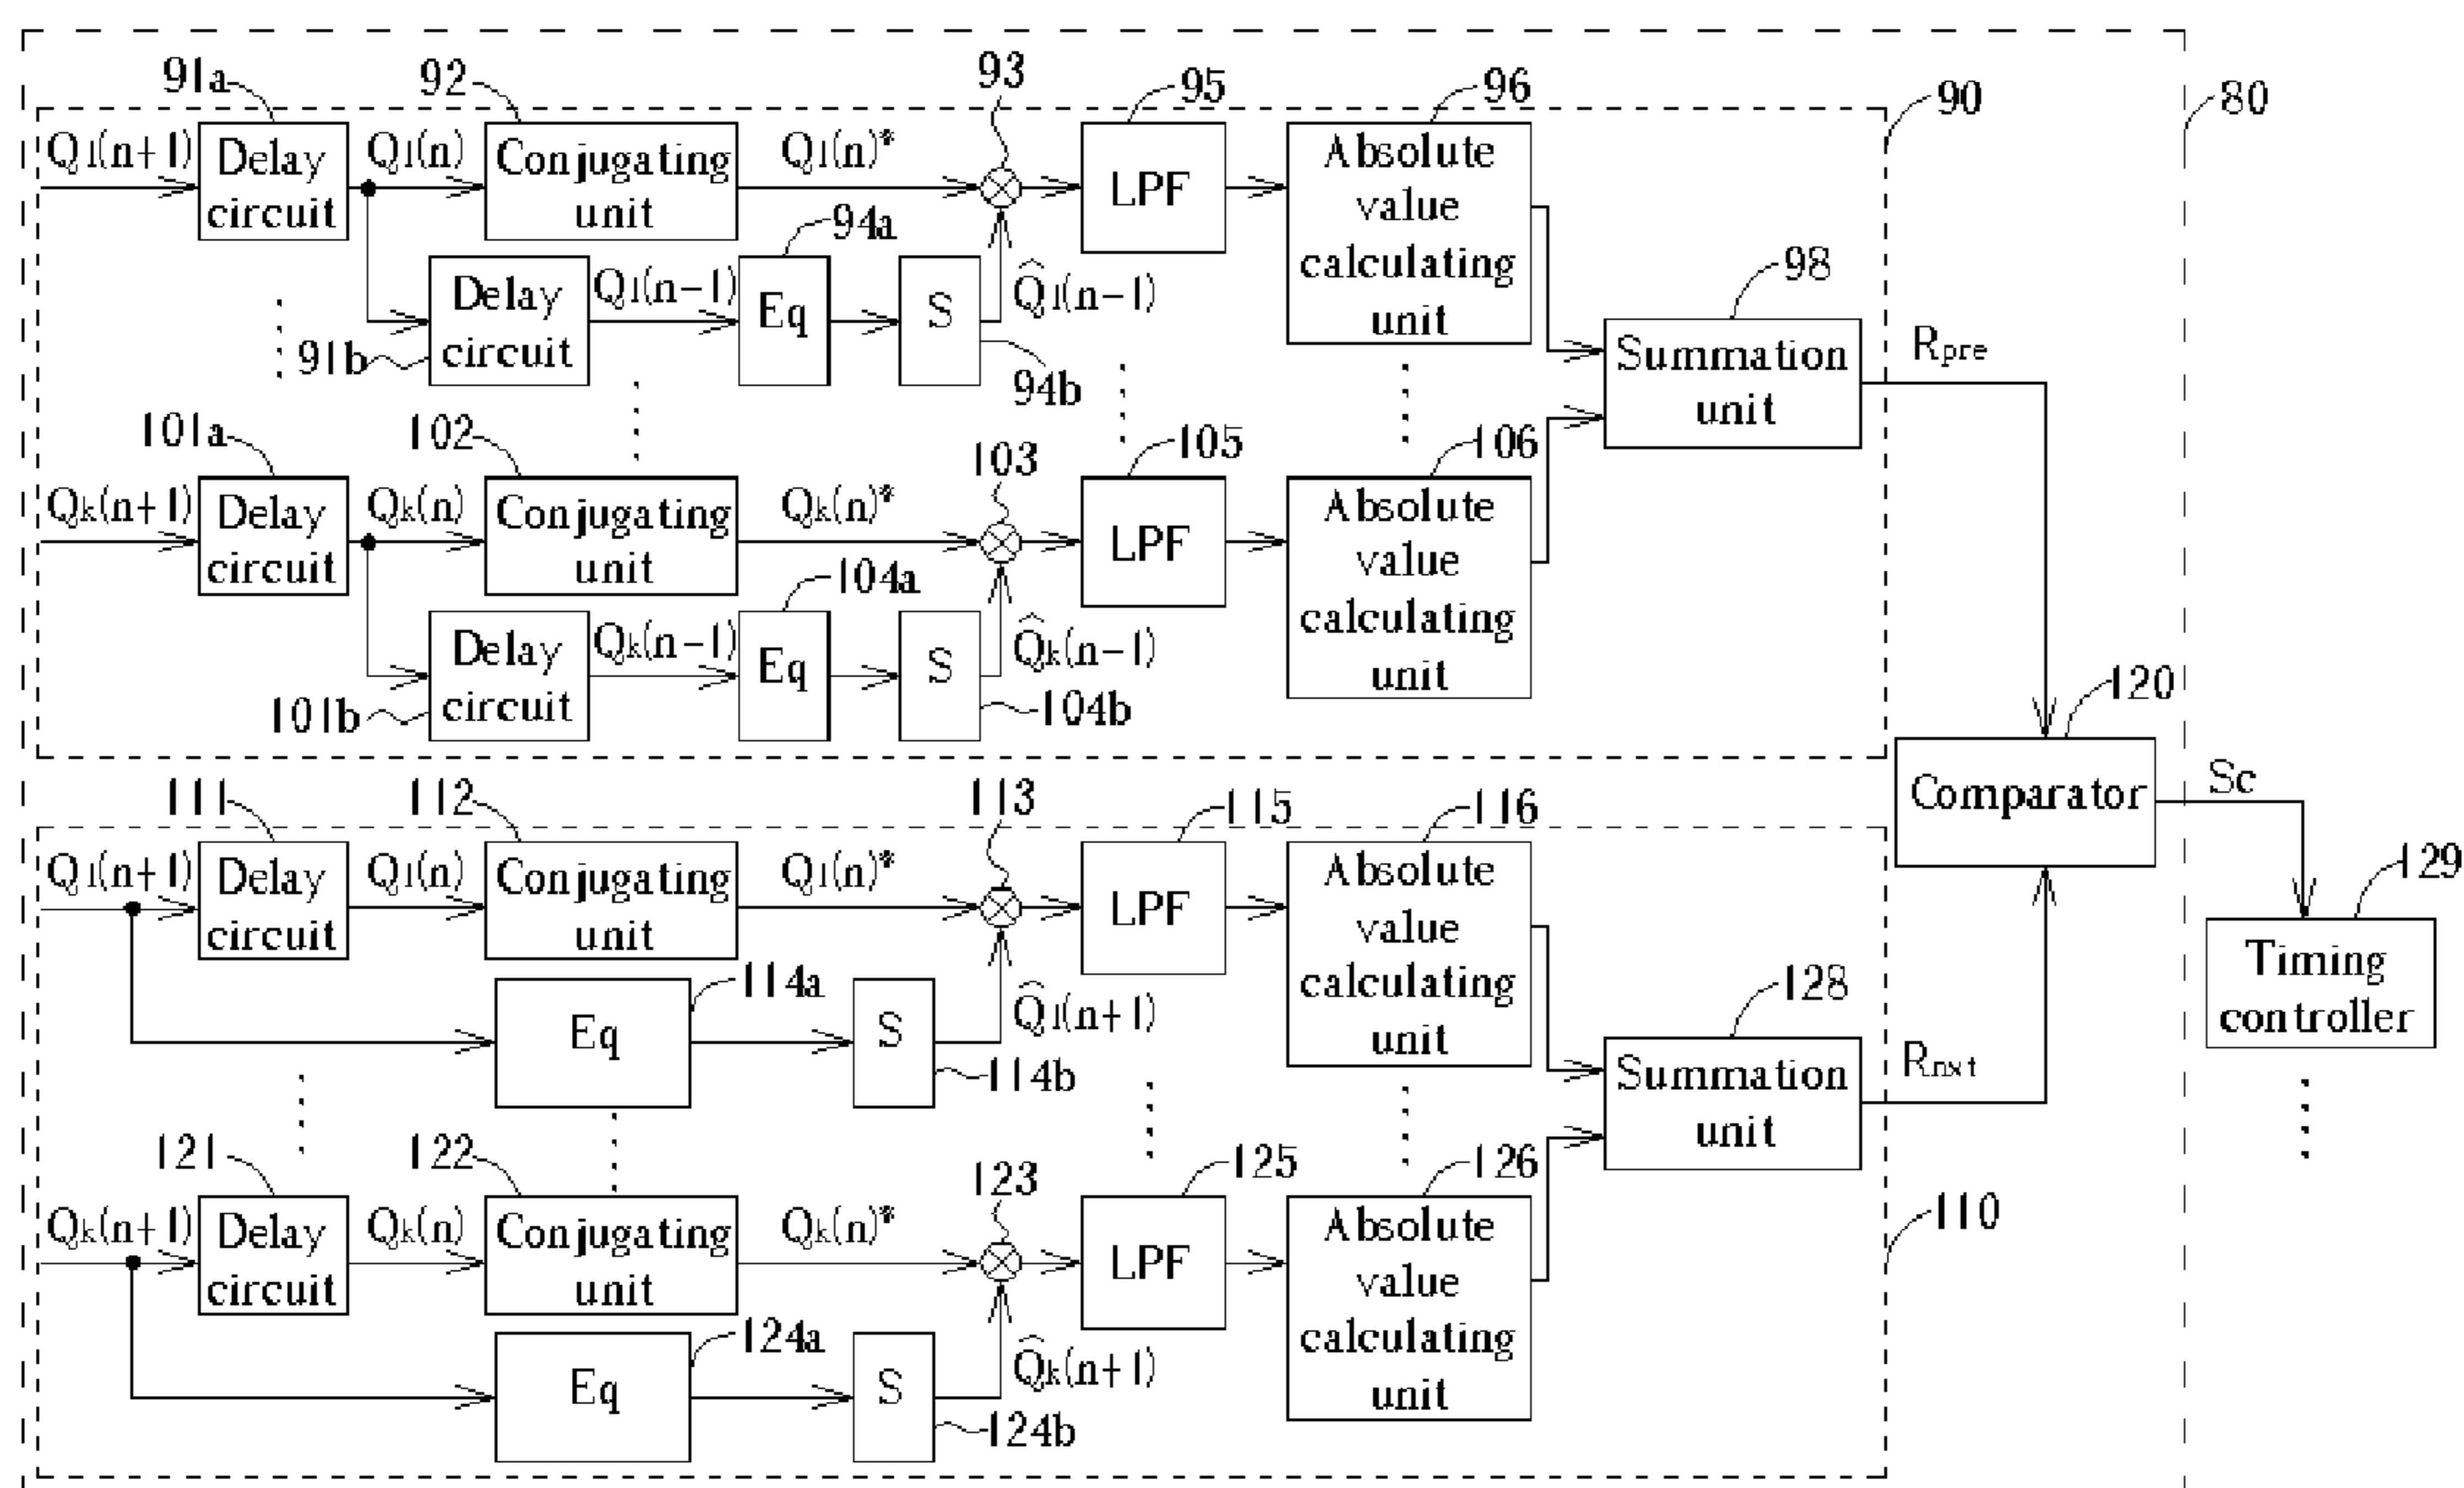 91a 92 93 95 96 90 80
Q1(n+1) Delay circuit Q1(n) Conjugating unit Q1(n)* LPF Absolute value calculating unit
94a 98
Delay circuit Q1(n-1) Eq S Q̂1(n-1) Summation unit Rpre
91b 94b
101a 102 103 105 106
Qk(n+1) Delay circuit Qk(n) Conjugating unit Qk(n)* LPF Absolute value calculating unit
104a
Delay circuit Qk(n-1) Eq S Q̂k(n-1)
101b 104b 120
Comparator Sc
111 112 113 115 116 129
Q1(n+1) Delay circuit Q1(n) Conjugating unit Q1(n)* LPF Absolute value calculating unit
Timing controller
114a 128
Eq S Q̂1(n+1) Summation unit Rnxt
114b
121 122 123 125 126 110
Qk(n+1) Delay circuit Qk(n) Conjugating unit Qk(n)* LPF Absolute value calculating unit
124a
Eq S Q̂k(n+1)
124b